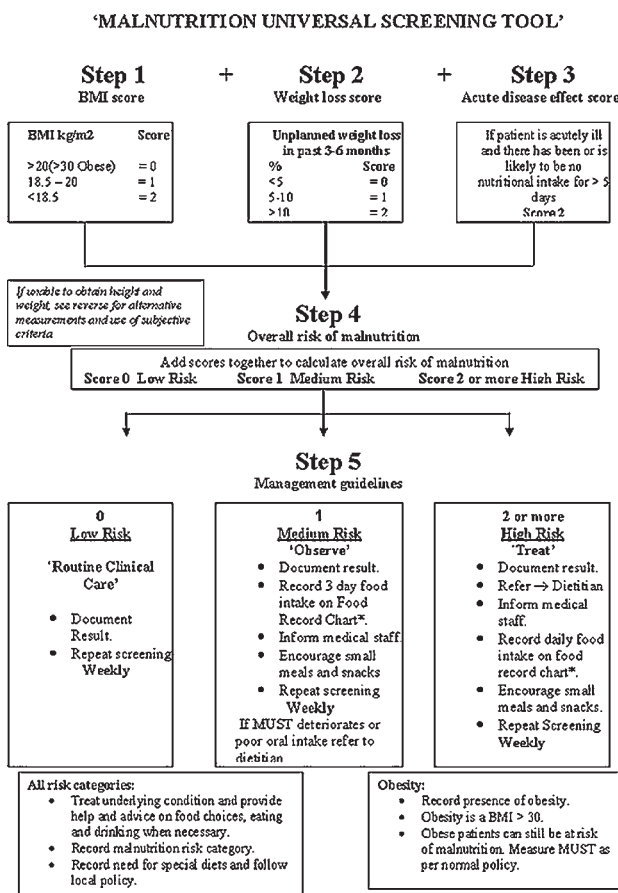 'MALNUTRITION UNIVERSAL SCREENING TOOL'
Step 1 + Step 2 + Step 3
BMI score Weight loss score Acute disease effect score
BMI kg/m2 Score
>20(>30 Obese) = 0
18.5 – 20 = 1
<18.5 = 2
Unplanned weight loss
in past 3-6 months
% Score
<5 = 0
5-10 = 1
>10 = 2
If patient is acutely ill
and there has been or is
likely to be no
nutritional intake for > 5
days
Score 2
If unable to obtain height and
weight, see reverse for alternative
measurements and use of subjective
criteria
Step 4
Overall risk of malnutrition
Add scores together to calculate overall risk of malnutrition
Score 0 Low Risk Score 1 Medium Risk Score 2 or more High Risk
Step 5
Management guidelines
0
Low Risk
'Routine Clinical
Care'
• Document
Result.
• Repeat screening
Weekly
1
Medium Risk
'Observe'
• Document result.
• Record 3 day food
intake on Food
Record Chart*.
• Inform medical staff.
• Encourage small
meals and snacks
• Repeat screening
Weekly
If MUST deteriorates or
poor oral intake refer to
dietitian
2 or more
High Risk
'Treat'
• Document result.
• Refer → Dietitian
• Inform medical
staff.
• Record daily food
intake on food
record chart*.
• Encourage small
meals and snacks.
• Repeat Screening
Weekly
All risk categories:
• Treat underlying condition and provide
help and advice on food choices, eating
and drinking when necessary.
• Record malnutrition risk category.
• Record need for special diets and follow
local policy.
Obesity:
• Record presence of obesity.
• Obesity is a BMI > 30.
• Obese patients can still be at risk
of malnutrition. Measure MUST as
per normal policy.